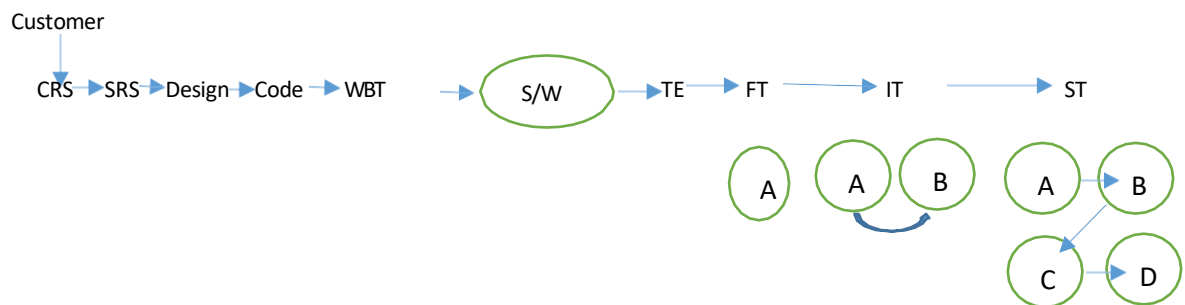 Customer
CRS SRS Design Code WBT S/W TE FT IT ST
A A B A B
C D